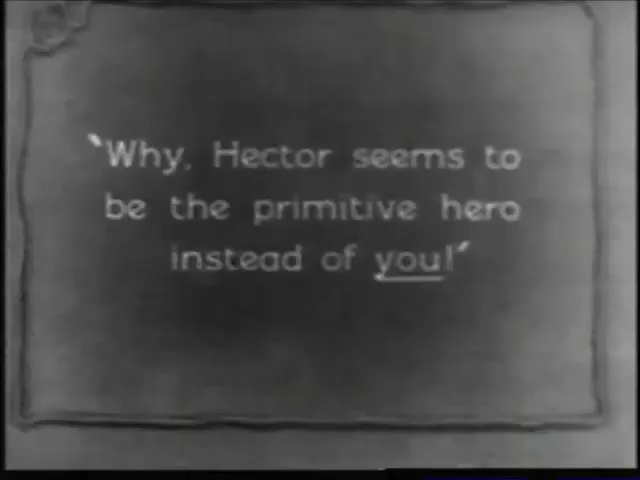 "Why, Hector seems to
be the primitive hero
instead of you!"